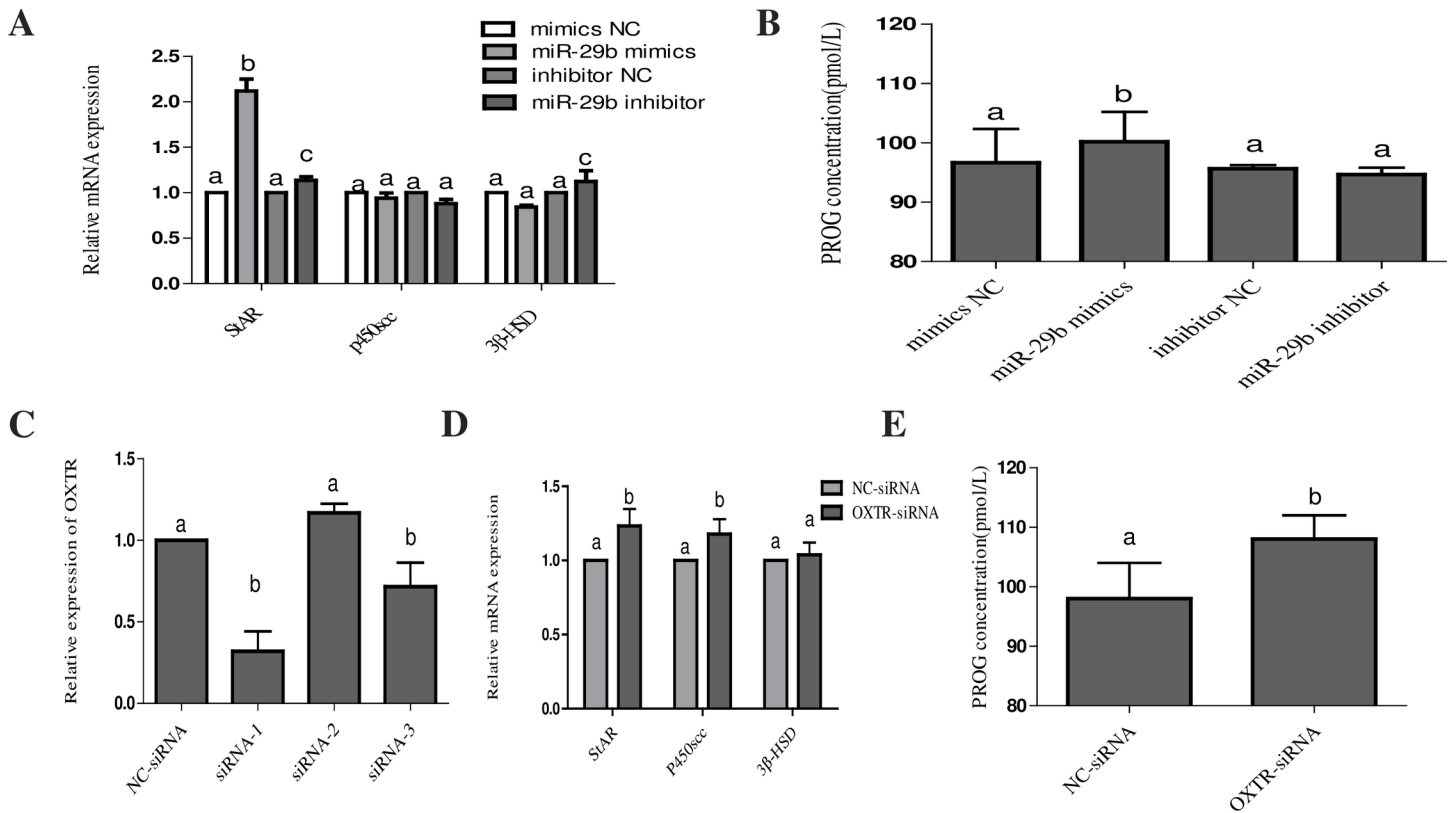 A
mimics NC
miR-29b mimics
inhibitor NC
miR-29b inhibitor
Relative mRNA expression
2.5
2.0
1.5
1.0
0.5
0.0
a
b
a
c
a
a
a
a
a
a
a
c
StAR
p450scc
3β-HSD
B
PROG concentration(pmol/L)
120
110
100
90
80
a
b
a
a
mimics NC
miR-29b mimics
inhibitor NC
miR-29b inhibitor
C
Relative expression of OXTR
1.5
1.0
0.5
0.0
a
b
a
b
NC-siRNA
siRNA-1
siRNA-2
siRNA-3
D
Relative mRNA expression
1.5
1.0
0.5
0.0
a
b
a
b
a
a
NC-siRNA
OXTR-siRNA
StAR
P450scc
3β-HSD
E
PROG concentration(pmol/L)
120
110
100
90
80
a
b
NC-siRNA
OXTR-siRNA